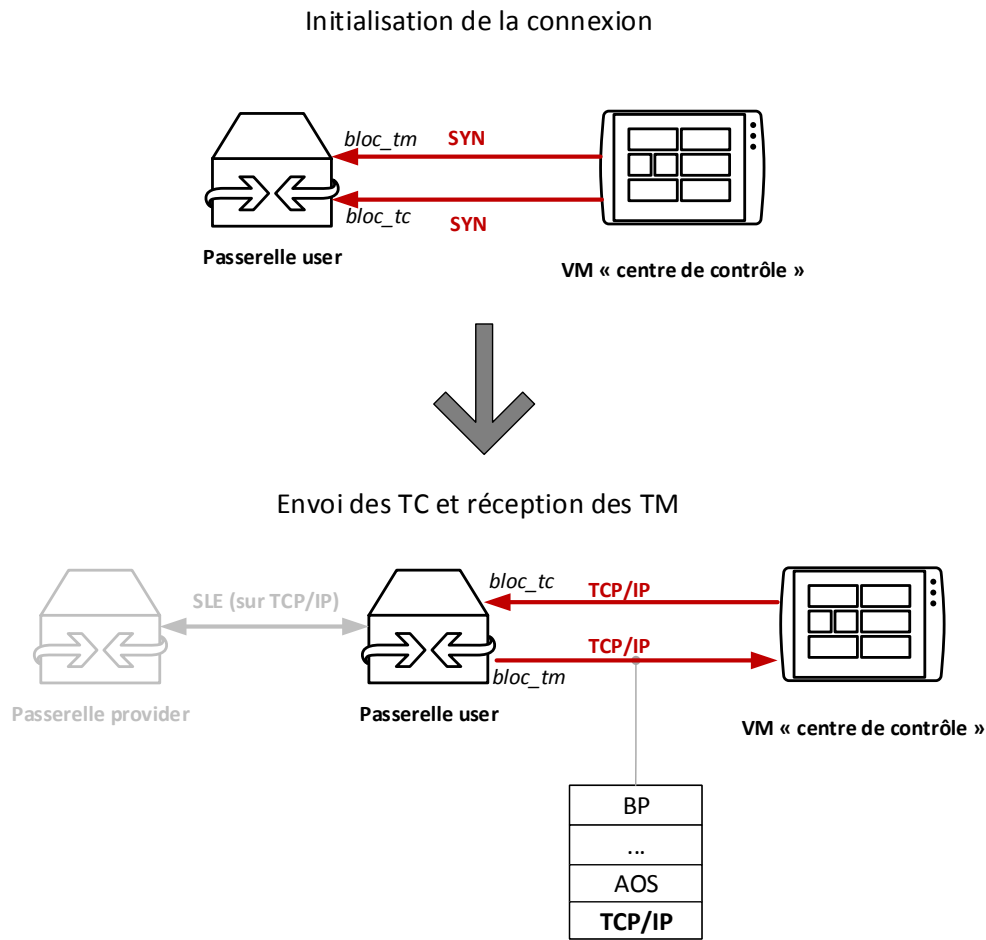 Initialisation de la connexion
bloc_tm SYN
bloc_tc
SYN
Passerelle user
VM « centre de contrôle »
Envoi des TC et réception des TM
bloc_tc
TCP/IP
SLE (sur TCP/IP)
TCP/IP
bloc_tm
Passerelle provider
Passerelle user
VM « centre de contrôle »
BP
...
AOS
TCP/IP